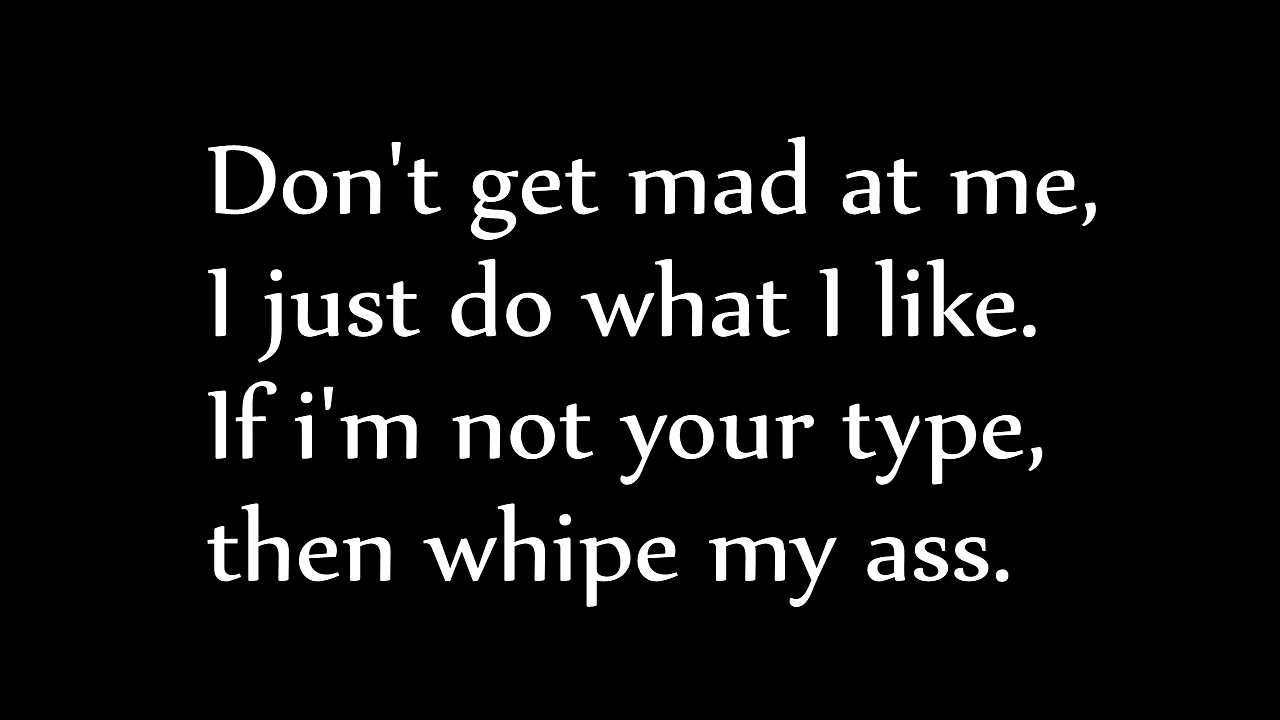 Don't get mad at me,
I just do what I like.
If i'm not your type,
then whipe my ass.